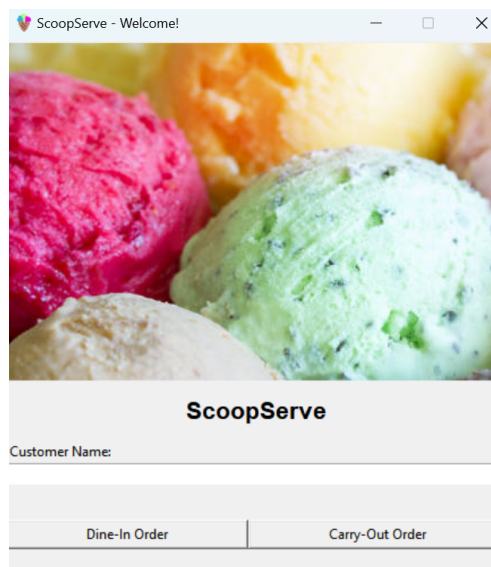 ScoopServe - Welcome!
ScoopServe
Customer Name:
Dine-In Order Carry-Out Order